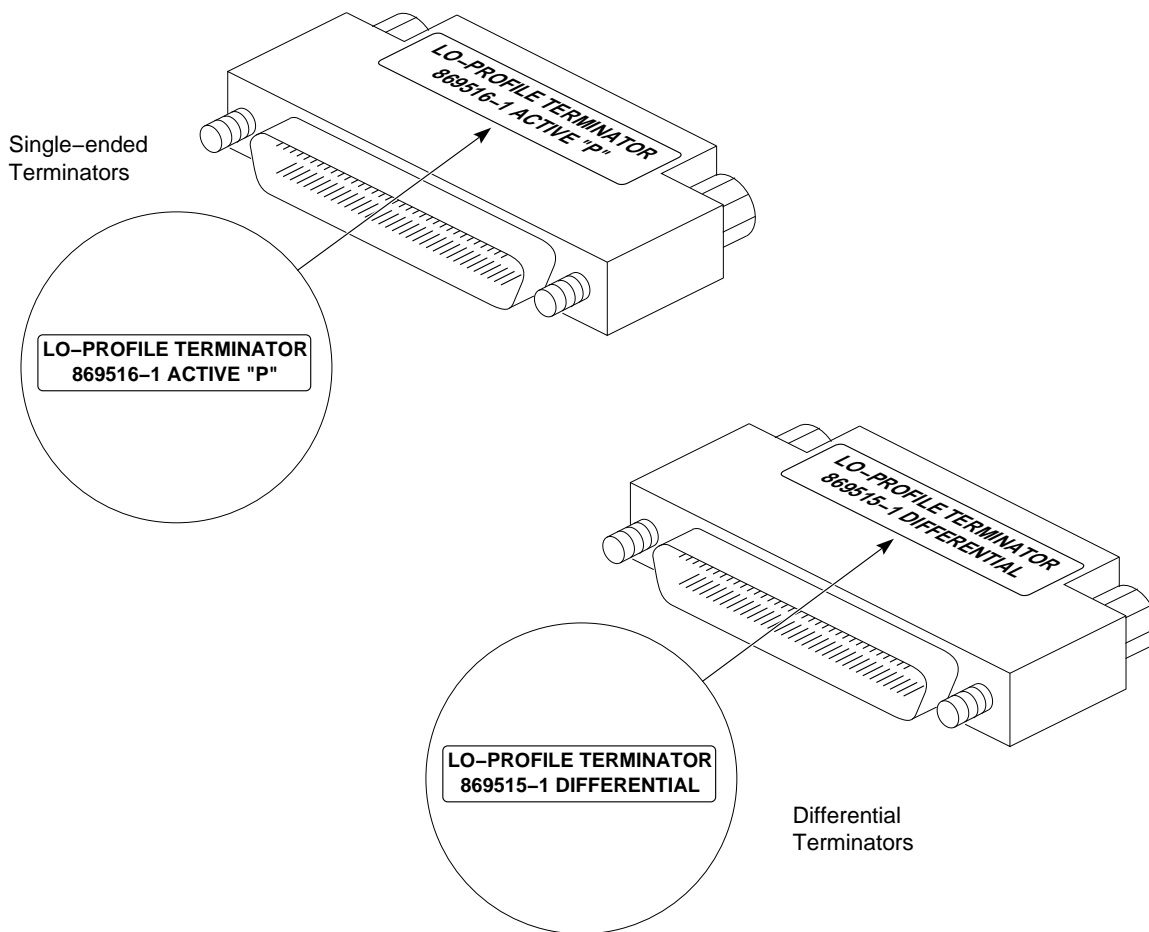 LO–PROFILE TERMINATOR
869516–1 ACTIVE "P"
Single–ended
Terminators
LO–PROFILE TERMINATOR
869516–1 ACTIVE "P"
LO–PROFILE TERMINATOR
869515–1 DIFFERENTIAL
LO–PROFILE TERMINATOR
869515–1 DIFFERENTIAL
Differential
Terminators